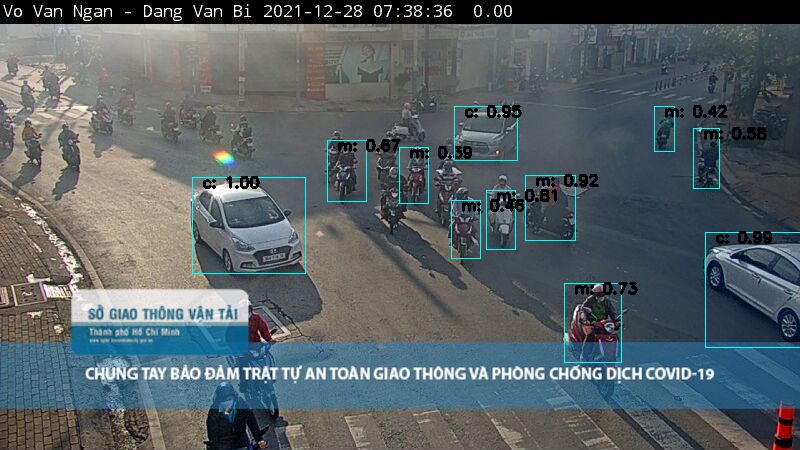 Vo Van Ngan - Dang Van Bi 2021-12-28 07:38:36 0.00
m: 0.42
c: 0.95
m: 0.58
m: 0.67
m: 0.39
c: 1.00
m: 0.92
m: 0.81
m: 0.46
c: 0.99
m: 0.73
SỞ GIAO THÔNG VẬN TẢI
Thành phố Hồ Chí Minh
CHUNG TAY BẢO ĐẢM TRẬT TỰ AN TOÀN GIAO THÔNG VÀ PHÒNG CHỐNG DỊCH COVID-19